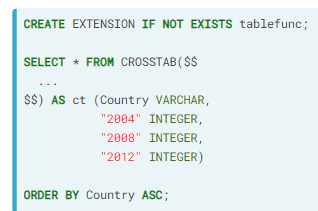 CREATE EXTENSION IF NOT EXISTS tablefunc;
SELECT * FROM CROSSTAB($$
...
$$) AS ct (Country VARCHAR,
"2004" INTEGER,
"2008" INTEGER,
"2012" INTEGER)
ORDER BY Country ASC;